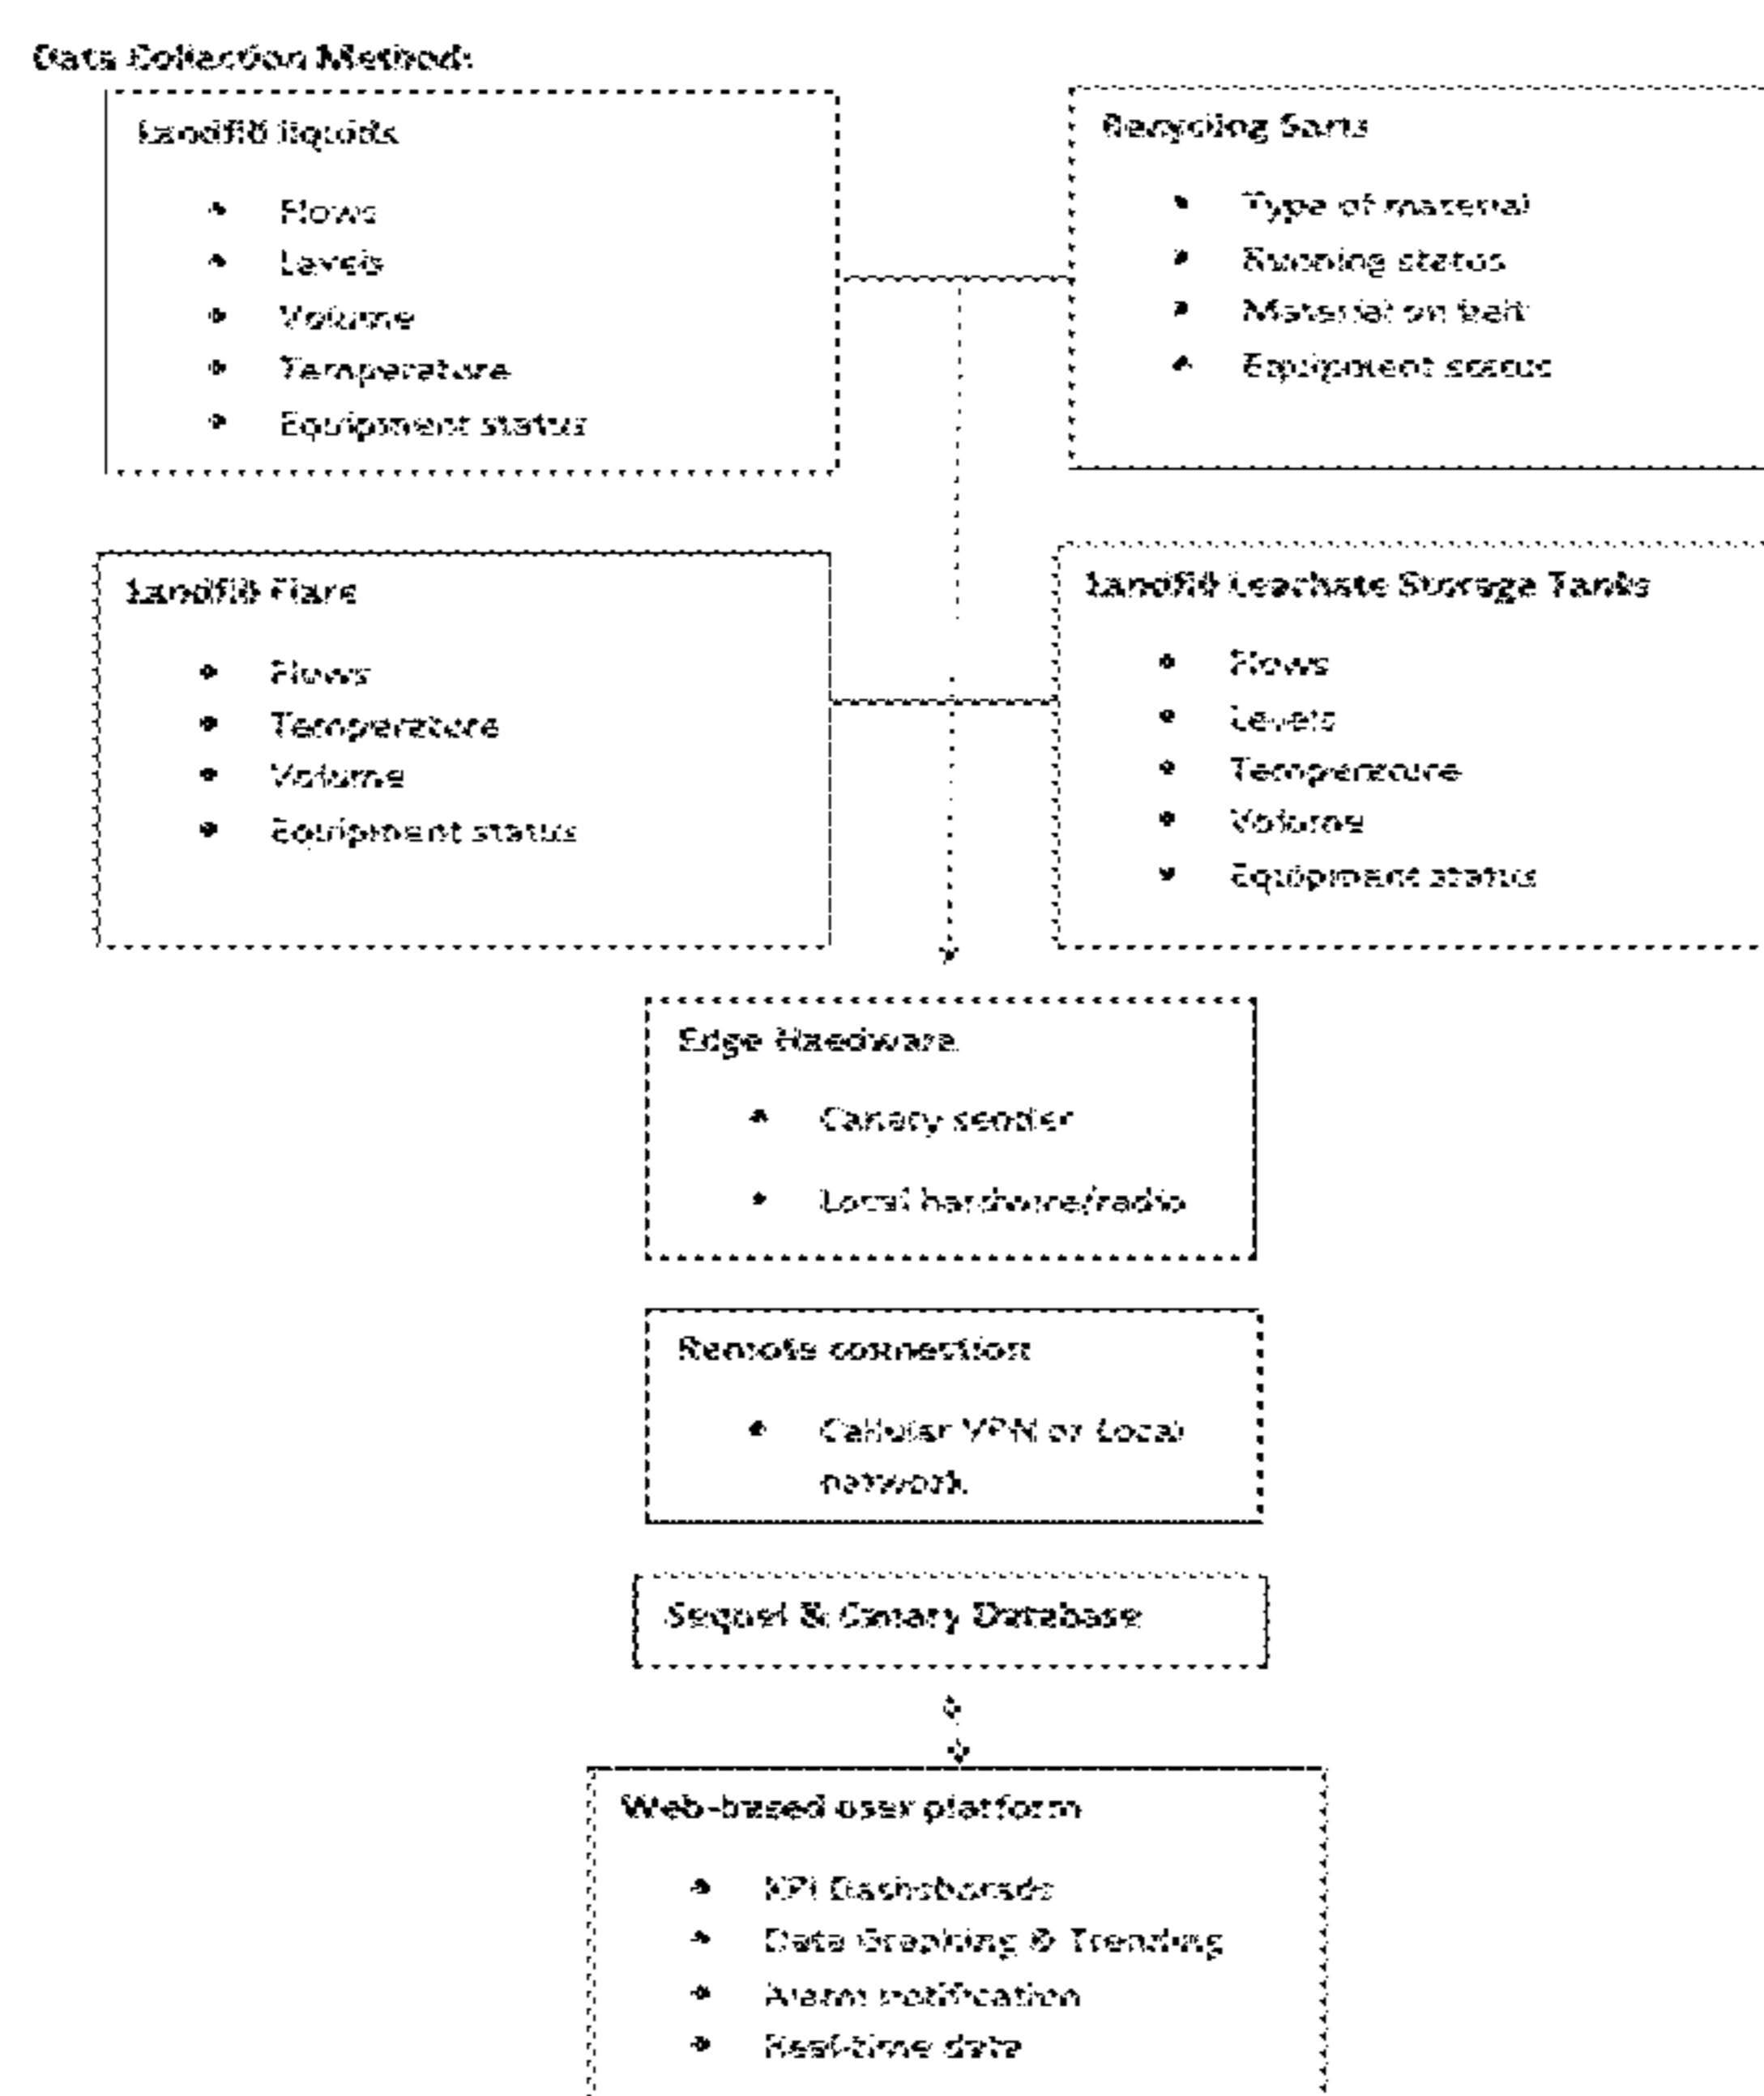 Data Collection Method:
Landfill liquids
• Flows
• Levels
• Volume
• Temperature
• Equipment status
Recycling Sorts
• Type of material
• Running status
• Material on belt
• Equipment status
Landfill Flare
• Flows
• Temperature
• Volume
• Equipment status
Landfill Leachate Storage Tanks
• Flows
• Levels
• Temperature
• Volume
• Equipment status
Edge Hardware
• Canary sender
• Local hardware/radio
Remote connection
• Cellular VPN or Local
network
Sequel & Canary Database
Web-based user platform
• KPI
• Data Graphing & Trending
• Alarm notification
• Real-time data